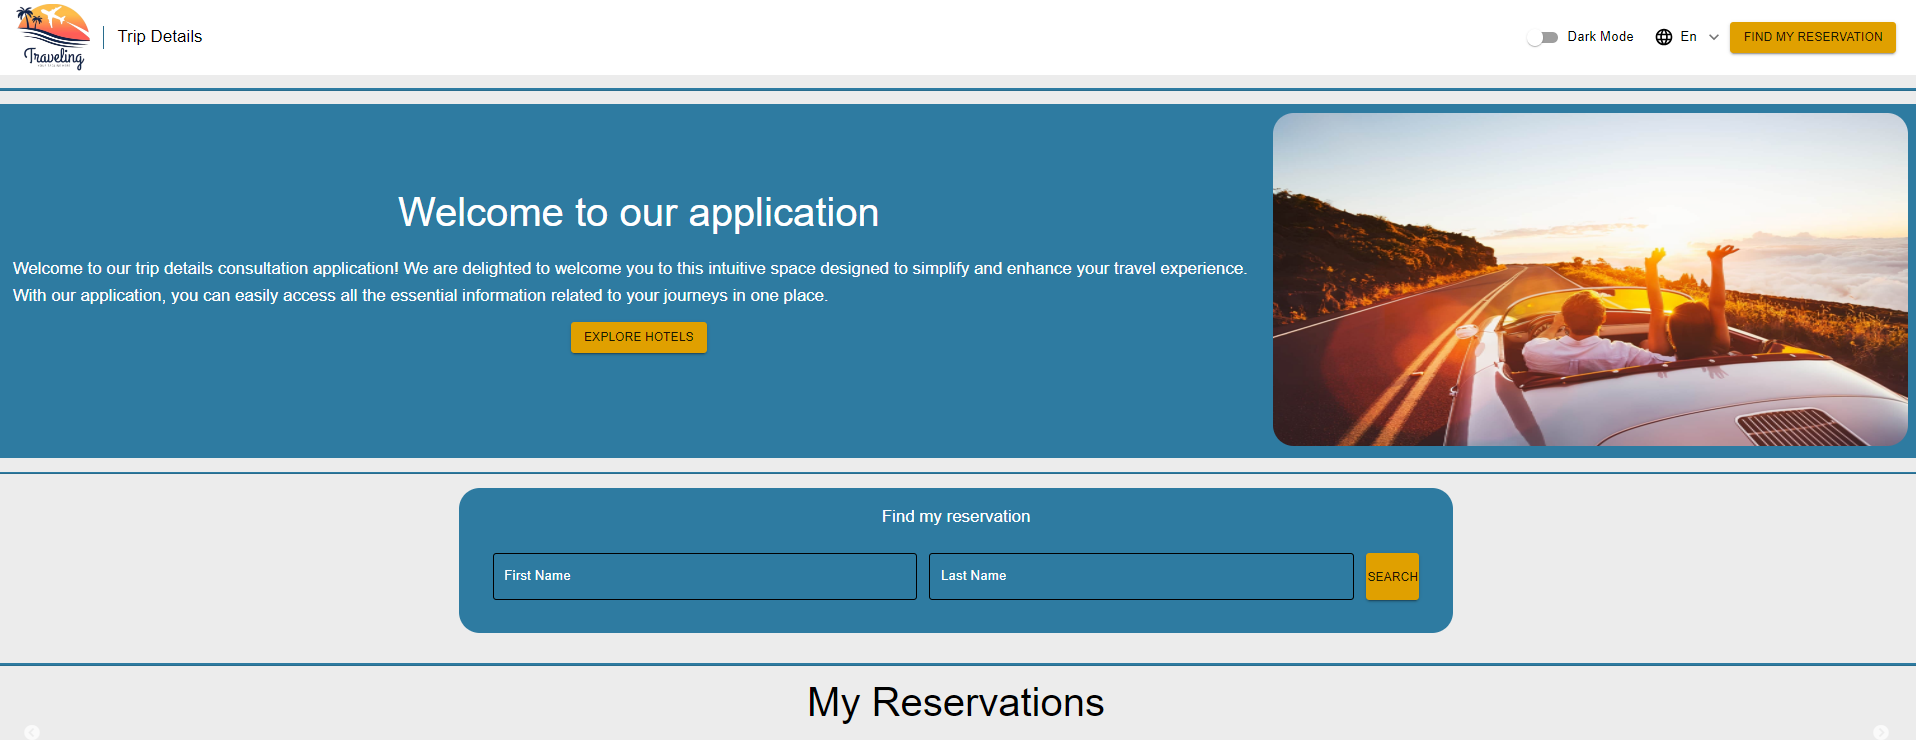 Traveling
Trip Details
Dark Mode
En
FIND MY RESERVATION
Welcome to our application
Welcome to our trip details consultation application! We are delighted to welcome you to this intuitive space designed to simplify and enhance your travel experience.
With our application, you can easily access all the essential information related to your journeys in one place.
EXPLORE HOTELS
Find my reservation
First Name
Last Name
SEARCH
My Reservations